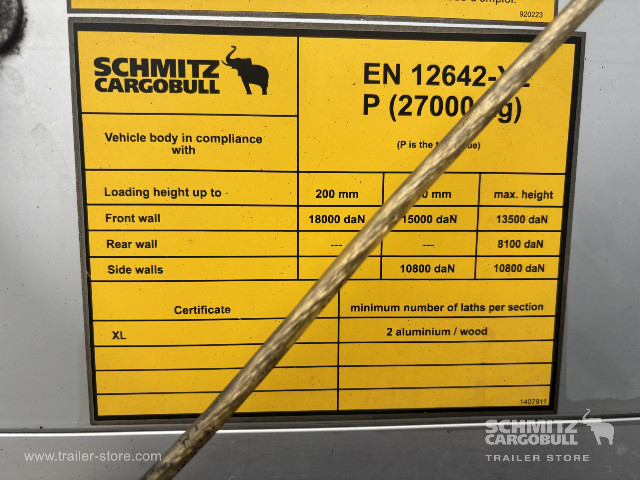 920223
SCHMITZ
CARGOBULL
EN 12642-XL
P (27000 kg)
Vehicle body in compliance
with
(P is the value)
Loading height up to 200 mm mm max. height
Front wall 18000 daN 15000 daN 13500 daN
Rear wall --- --- 8100 daN
Side walls 10800 daN 10800 daN
Certificate minimum number of laths per section
XL 2 aluminium / wood
1407911
SCHMITZ
CARGOBULL
TRAILER STORE
www.trailer-store.com